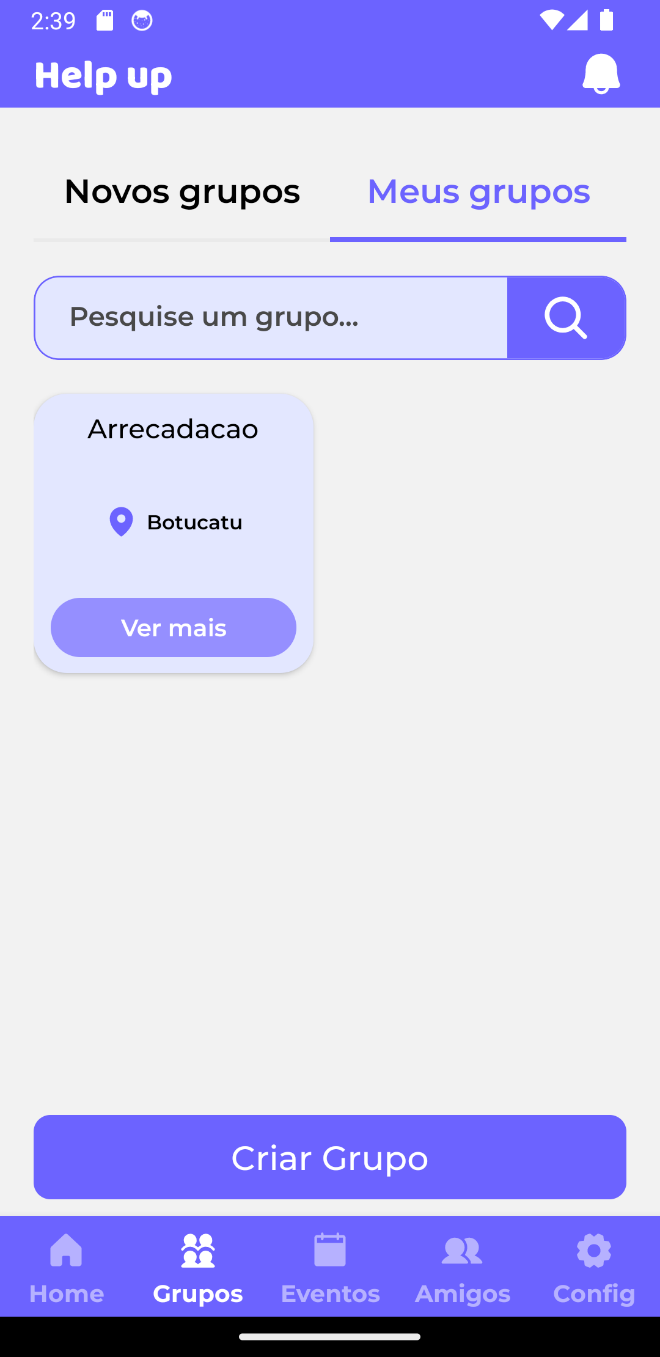 2:39
Help up
Novos grupos
Meus grupos
Pesquise um grupo...
Arrecadacao
Botucatu
Ver mais
Criar Grupo
Home
Grupos
Eventos
Amigos
Config